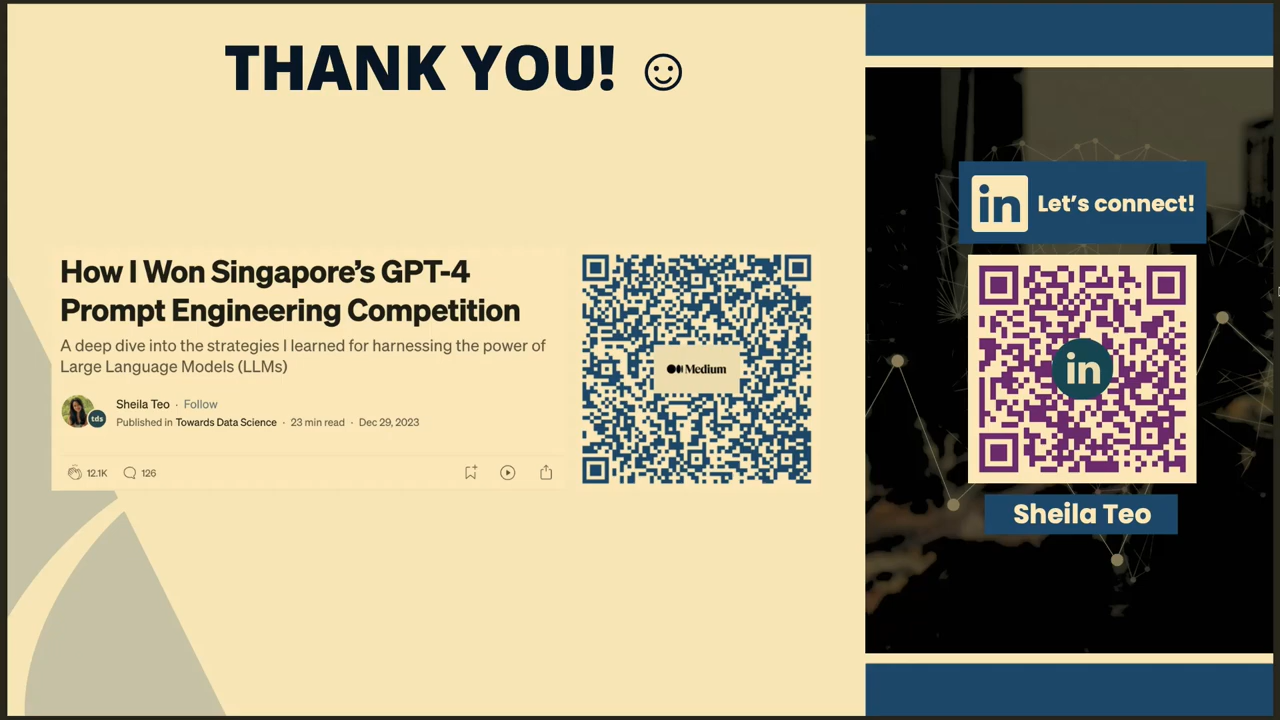 THANK YOU! ☺
How I Won Singapore’s GPT-4
Prompt Engineering Competition
A deep dive into the strategies I learned for harnessing the power of
Large Language Models (LLMs)
tds
Sheila Teo · Follow
Published in Towards Data Science · 23 min read · Dec 29, 2023
12.1K 126
Medium
in Let’s connect!
in
Sheila Teo